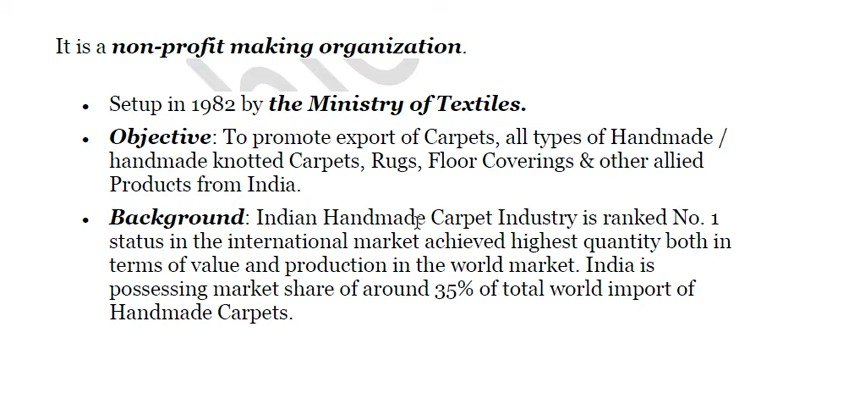 It is a non-profit making organization.
• Setup in 1982 by the Ministry of Textiles.
• Objective: To promote export of Carpets, all types of Handmade /
handmade knotted Carpets, Rugs, Floor Coverings & other allied
Products from India.
• Background: Indian Handmade Carpet Industry is ranked No. 1
status in the international market achieved highest quantity both in
terms of value and production in the world market. India is
possessing market share of around 35% of total world import of
Handmade Carpets.